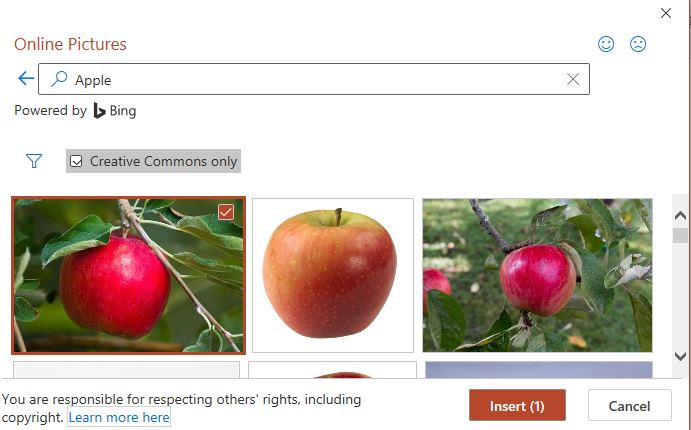 Online Pictures
Apple
Powered by Bing
Creative Commons only
You are responsible for respecting others' rights, including
copyright. Learn more here
Insert (1)
Cancel